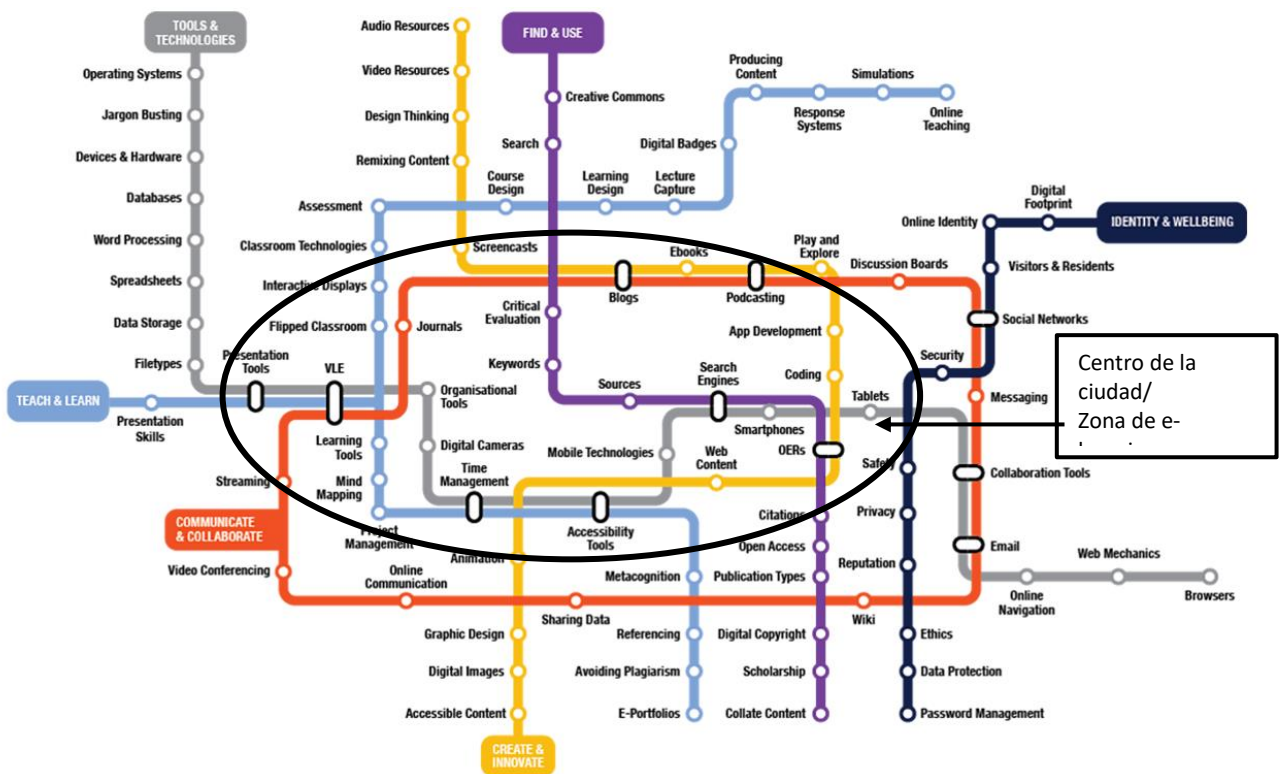 TOOLS &
TECHNOLOGIES
Operating Systems
Jargon Busting
Devices & Hardware
Databases
Word Processing
Spreadsheets
Data Storage
Filetypes
Presentation
Tools
VLE
TEACH & LEARN
Presentation
Skills
Audio Resources
Video Resources
Design Thinking
Remixing Content
Screencasts
FIND & USE
Creative Commons
Search
Critical
Evaluation
Keywords
Sources
Search
Engines
Producing
Content
Simulations
Response
Systems
Online
Teaching
Digital Badges
Course
Design
Learning
Design
Lecture
Capture
Assessment
Classroom Technologies
Interactive Displays
Flipped Classroom
Journals
Blogs
Ebooks
Podcasting
Play and
Explore
Discussion Boards
Digital
Footprint
Online Identity
IDENTITY & WELLBEING
Visitors & Residents
Social Networks
Security
App Development
Coding
Tablets
Messaging
Centro de la
ciudad/
Zona de e-
Organisational
Tools
Digital Cameras
Learning
Tools
Mind
Mapping
Time
Management
Mobile Technologies
Smartphones
Web
Content
OERs
Safety
Collaboration Tools
Streaming
COMMUNICATE
& COLLABORATE
Video Conferencing
Project
Management
Animation
Accessibility
Tools
Citations
Open Access
Publication Types
Privacy
Reputation
Email
Web Mechanics
Online
Navigation
Browsers
Online
Communication
Sharing Data
Metacognition
Wiki
Graphic Design
Digital Images
Accessible Content
CREATE &
INNOVATE
Referencing
Avoiding Plagiarism
E-Portfolios
Digital Copyright
Scholarship
Collate Content
Ethics
Data Protection
Password Management